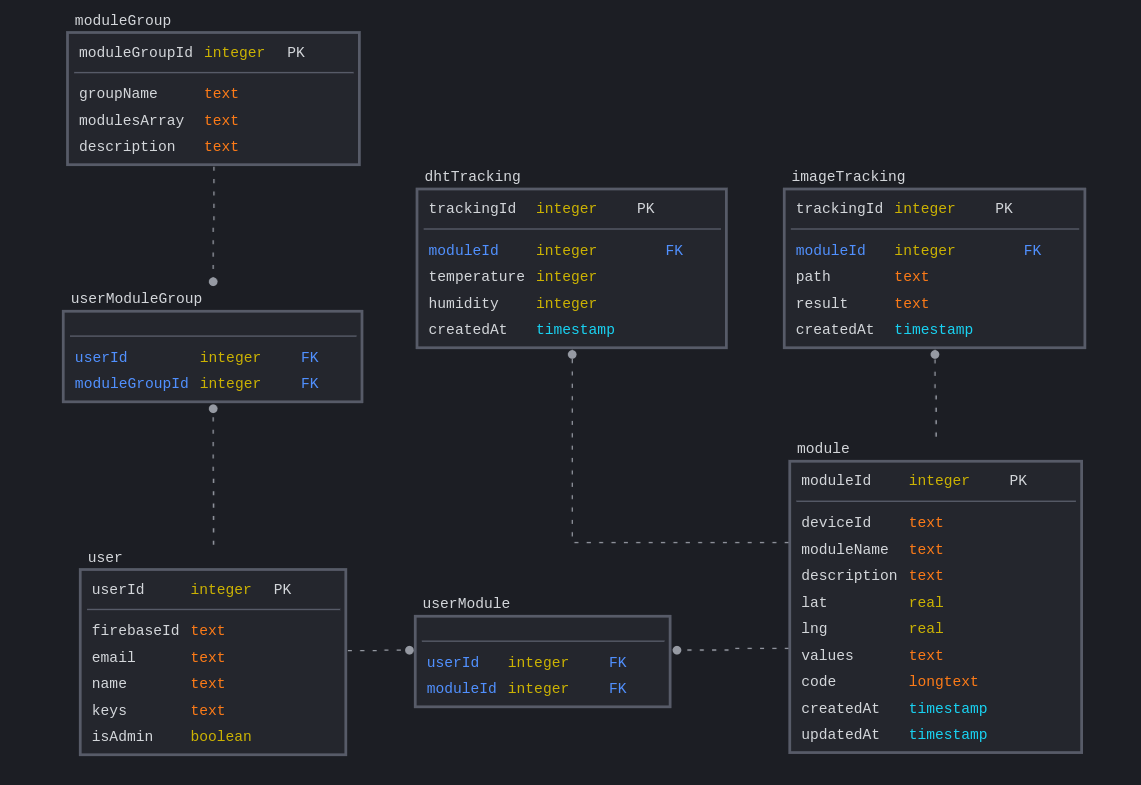 moduleGroup
moduleGroupId integer PK
groupName text
modulesArray text
description text
dhtTracking
trackingId integer PK
moduleId integer FK
temperature integer
humidity integer
createdAt timestamp
imageTracking
trackingId integer PK
moduleId integer FK
path text
result text
createdAt timestamp
userModuleGroup
userId integer FK
moduleGroupId integer FK
module
moduleId integer PK
deviceId text
moduleName text
description text
lat real
lng real
values text
code longtext
createdAt timestamp
updatedAt timestamp
user
userId integer PK
firebaseId text
email text
name text
keys text
isAdmin boolean
userModule
userId integer FK
moduleId integer FK